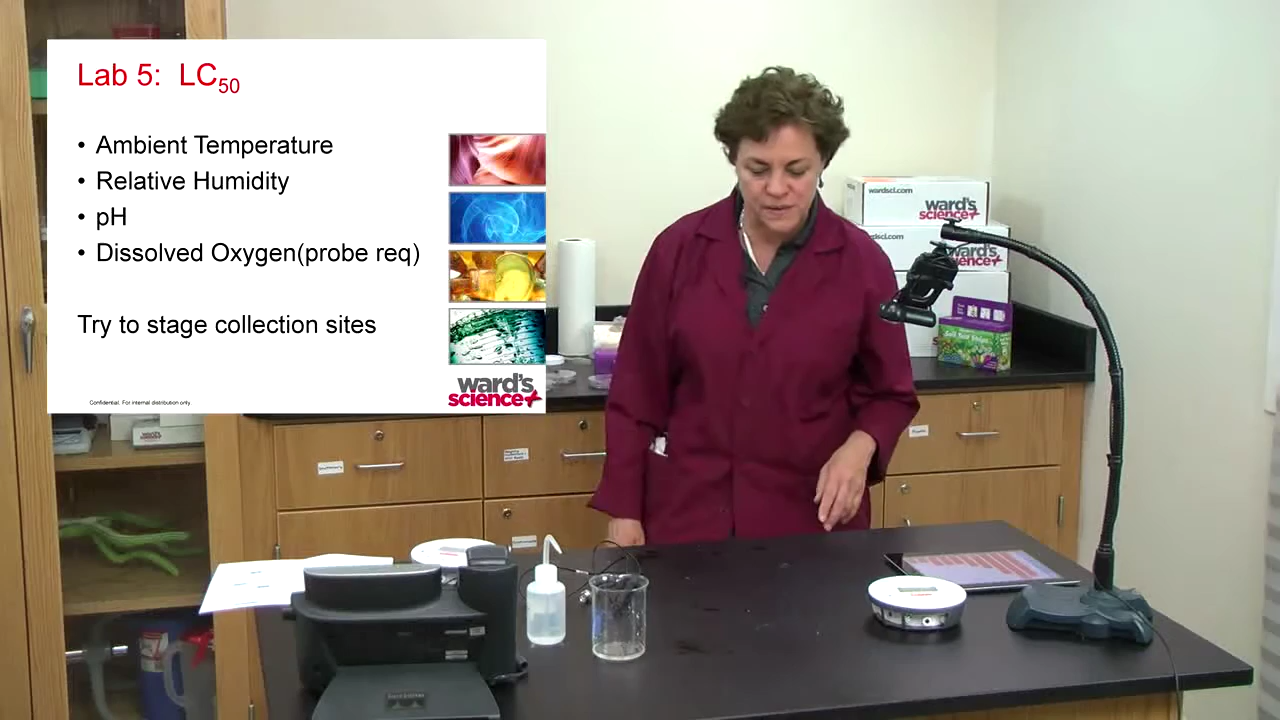 Lab 5: LC50
• Ambient Temperature
• Relative Humidity
• pH
• Dissolved Oxygen(probe req)
Try to stage collection sites
ward's
science+
Confidential. For internal distribution only.
wardsci.com
ward's
science+
ward's
science+